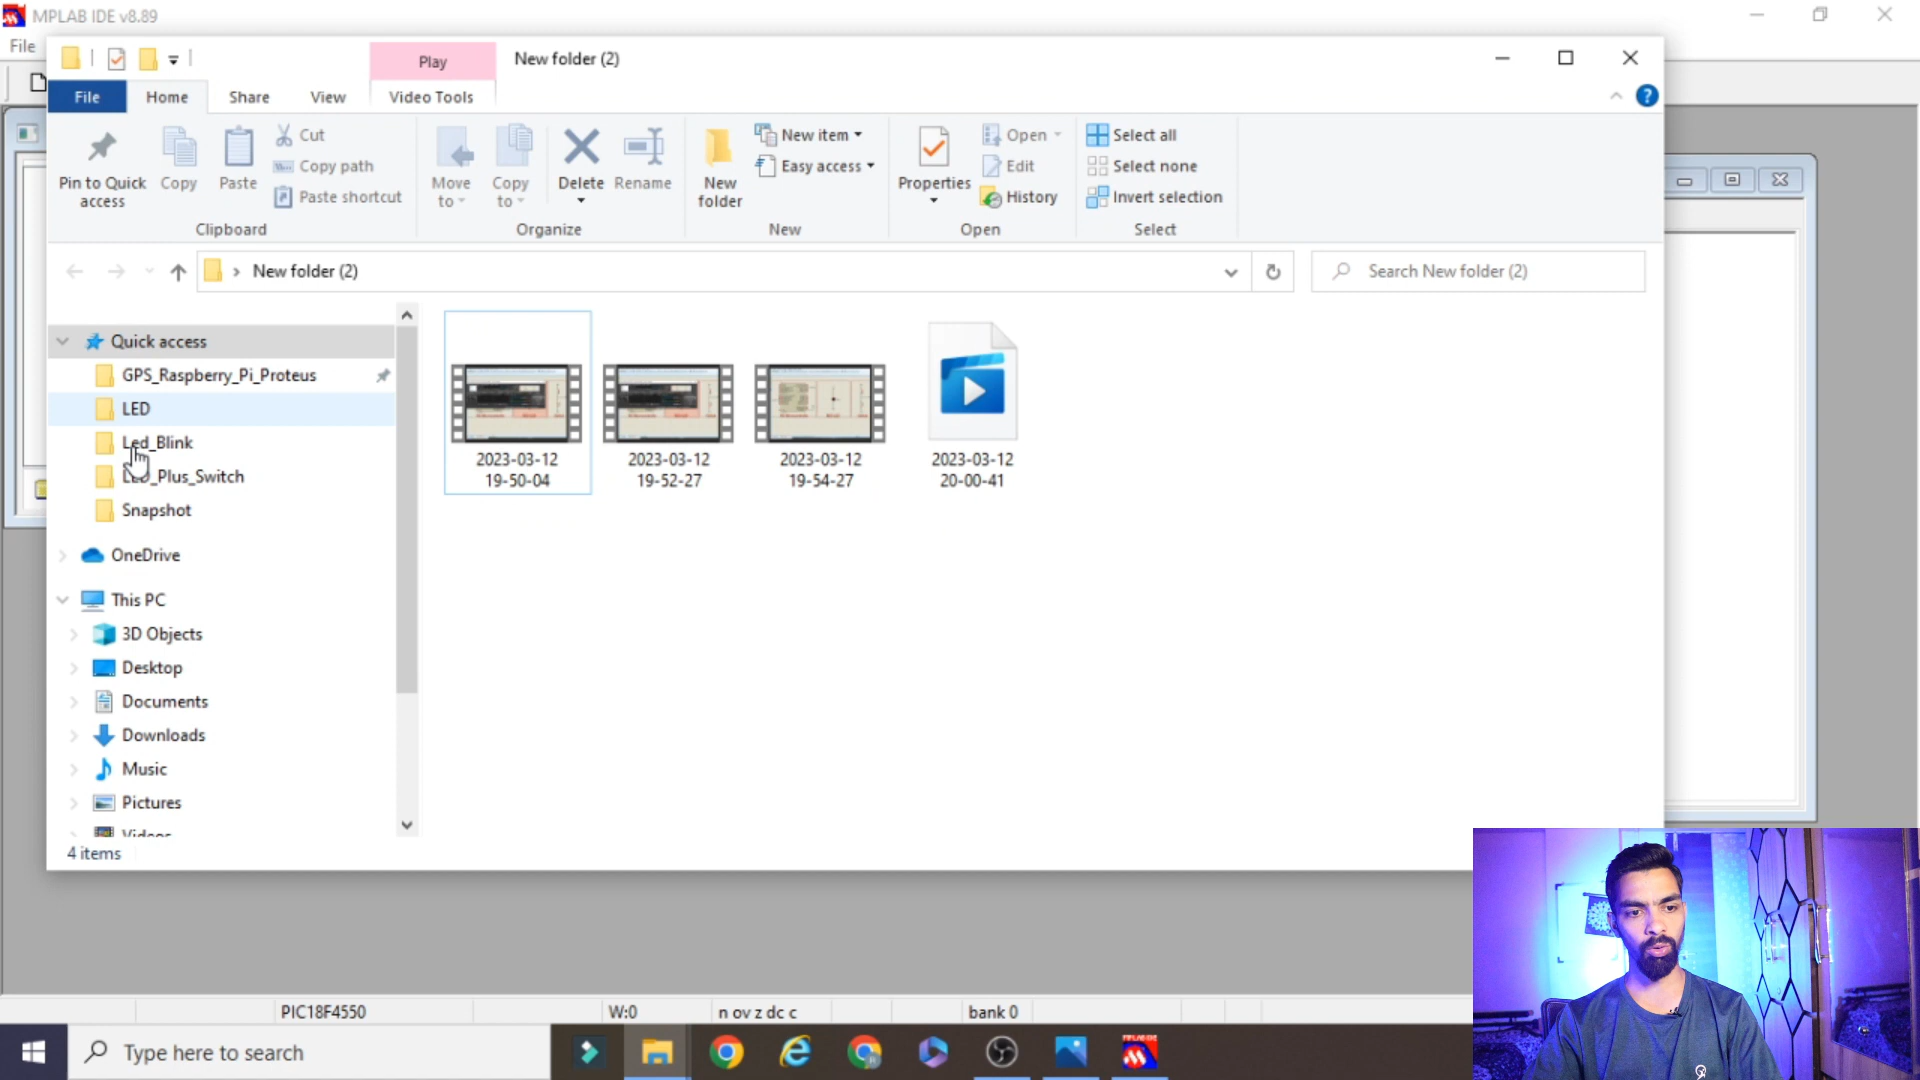 MPLAB IDE v8.89
File
Play
New folder (2)
File
Home
Share
View
Video Tools
Pin to Quick access
Copy
Paste
Cut
Copy path
Paste shortcut
Clipboard
Move to
Copy to
Delete
Rename
Organize
New folder
New item
Easy access
New
Properties
Open
Edit
History
Open
Select all
Select none
Invert selection
Select
New folder (2)
Search New folder (2)
Quick access
GPS_Raspberry_Pi_Proteus
LED
Led_Blink
LED_Plus_Switch
Snapshot
OneDrive
This PC
3D Objects
Desktop
Documents
Downloads
Music
Pictures
Videos
2023-03-12
19-50-04
2023-03-12
19-52-27
2023-03-12
19-54-27
2023-03-12
20-00-41
4 items
PIC18F4550
W:0
n ov z dc c
bank 0
Type here to search